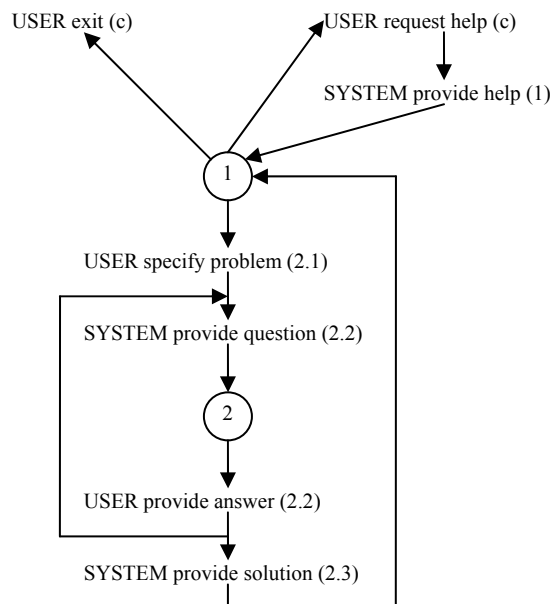 USER exit (c)
USER request help (c)
SYSTEM provide help (1)
1
USER specify problem (2.1)
SYSTEM provide question (2.2)
2
USER provide answer (2.2)
SYSTEM provide solution (2.3)